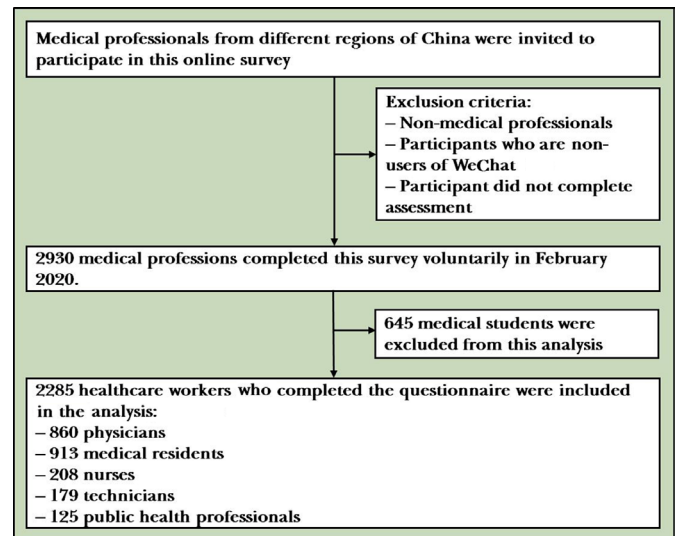 Medical professionals from different regions of China were invited to
participate in this online survey
Exclusion criteria:
– Non-medical professionals
– Participants who are non-
users of WeChat
– Participant did not complete
assessment
2930 medical professions completed this survey voluntarily in February
2020.
645 medical students were
excluded from this analysis
2285 healthcare workers who completed the questionnaire were included
in the analysis:
– 860 physicians
– 913 medical residents
– 208 nurses
– 179 technicians
– 125 public health professionals